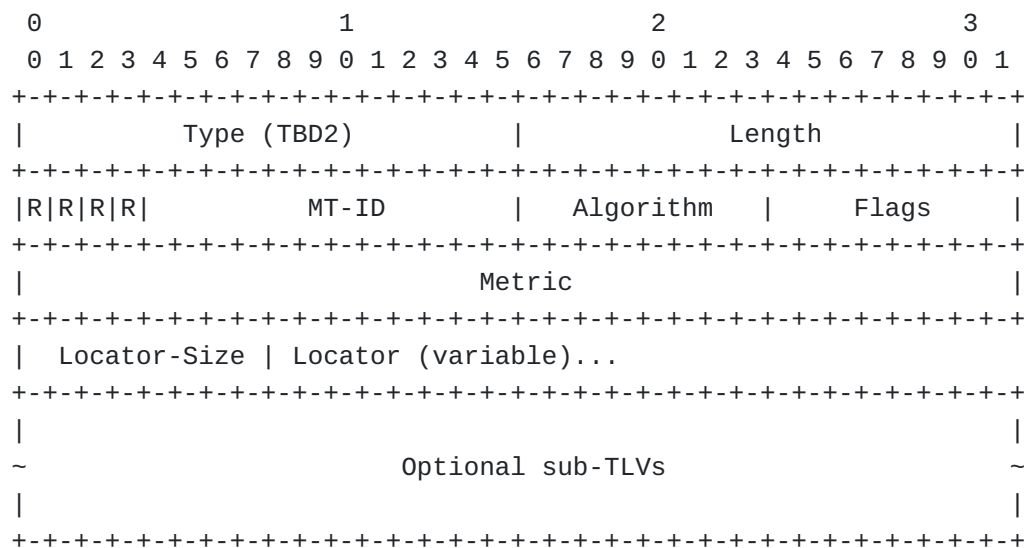 0                   1                   2                   3
 0 1 2 3 4 5 6 7 8 9 0 1 2 3 4 5 6 7 8 9 0 1 2 3 4 5 6 7 8 9 0 1
+-+-+-+-+-+-+-+-+-+-+-+-+-+-+-+-+-+-+-+-+-+-+-+-+-+-+-+-+-+-+-+-+
|          Type (TBD2)          |             Length            |
+-+-+-+-+-+-+-+-+-+-+-+-+-+-+-+-+-+-+-+-+-+-+-+-+-+-+-+-+-+-+-+-+
|R|R|R|R|          MT-ID        |   Algorithm   |     Flags     |
+-+-+-+-+-+-+-+-+-+-+-+-+-+-+-+-+-+-+-+-+-+-+-+-+-+-+-+-+-+-+-+-+
|                             Metric                            |
+-+-+-+-+-+-+-+-+-+-+-+-+-+-+-+-+-+-+-+-+-+-+-+-+-+-+-+-+-+-+-+-+
|  Locator-Size | Locator (variable)...
+-+-+-+-+-+-+-+-+-+-+-+-+-+-+-+-+-+-+-+-+-+-+-+-+-+-+-+-+-+-+-+-+
|                                                               |
~                        Optional sub-TLVs                      ~
|                                                               |
+-+-+-+-+-+-+-+-+-+-+-+-+-+-+-+-+-+-+-+-+-+-+-+-+-+-+-+-+-+-+-+-+